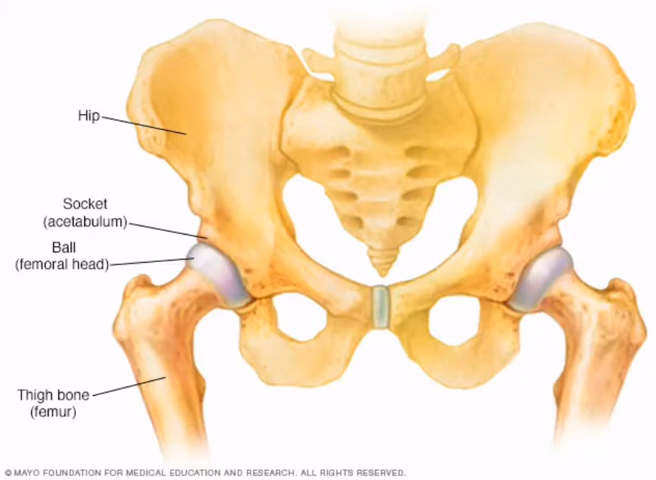 Hip
Socket
(acetabulum)
Ball
(femoral head)
Thigh bone
(femur)
© MAYO FOUNDATION FOR MEDICAL EDUCATION AND RESEARCH. ALL RIGHTS RESERVED.